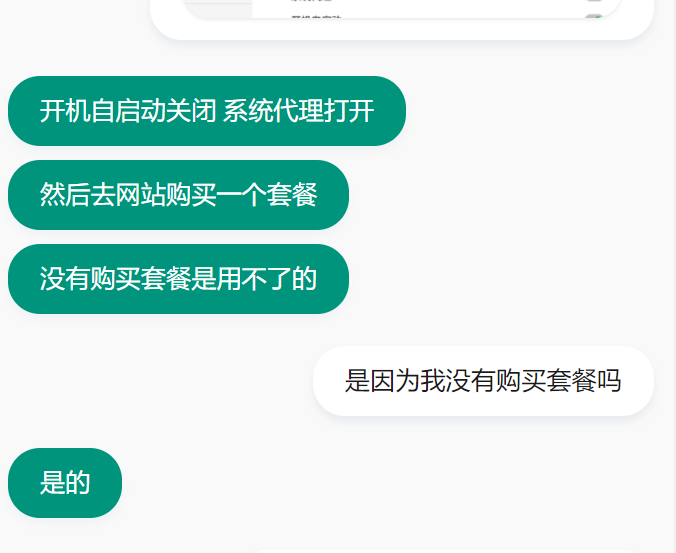 开机自启动关闭 系统代理打开
然后去网站购买一个套餐
没有购买套餐是用不了的
是因为我没有购买套餐吗
是的